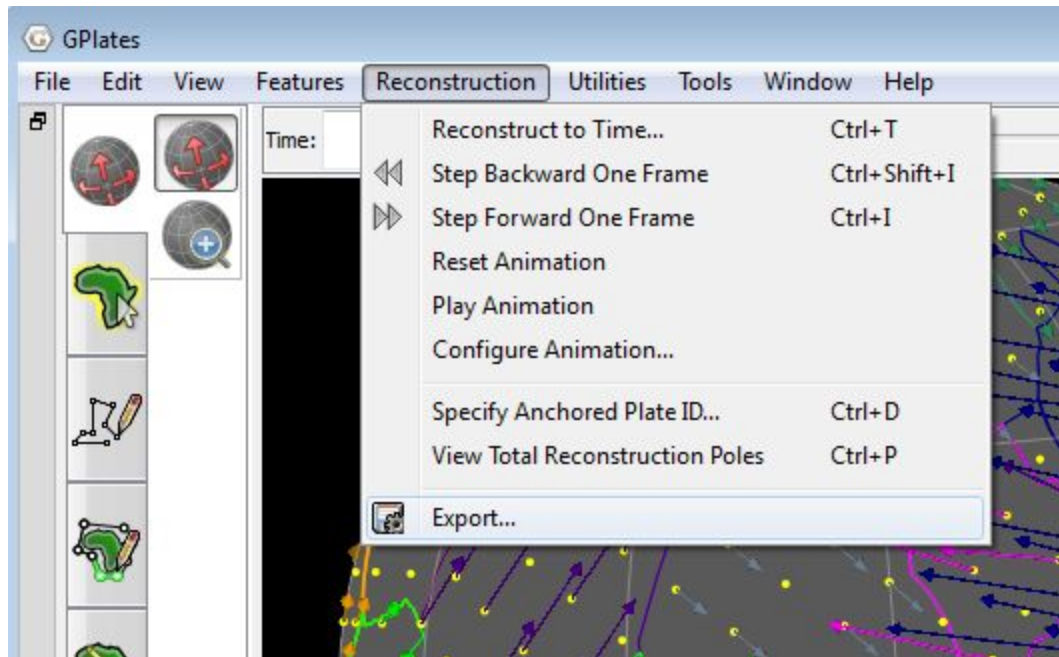 GPlates
File Edit View Features Reconstruction Utilities Tools Window Help
Time:
Reconstruct to Time... Ctrl+T
Step Backward One Frame Ctrl+Shift+I
Step Forward One Frame Ctrl+I
Reset Animation
Play Animation
Configure Animation...
Specify Anchored Plate ID... Ctrl+D
View Total Reconstruction Poles Ctrl+P
Export...